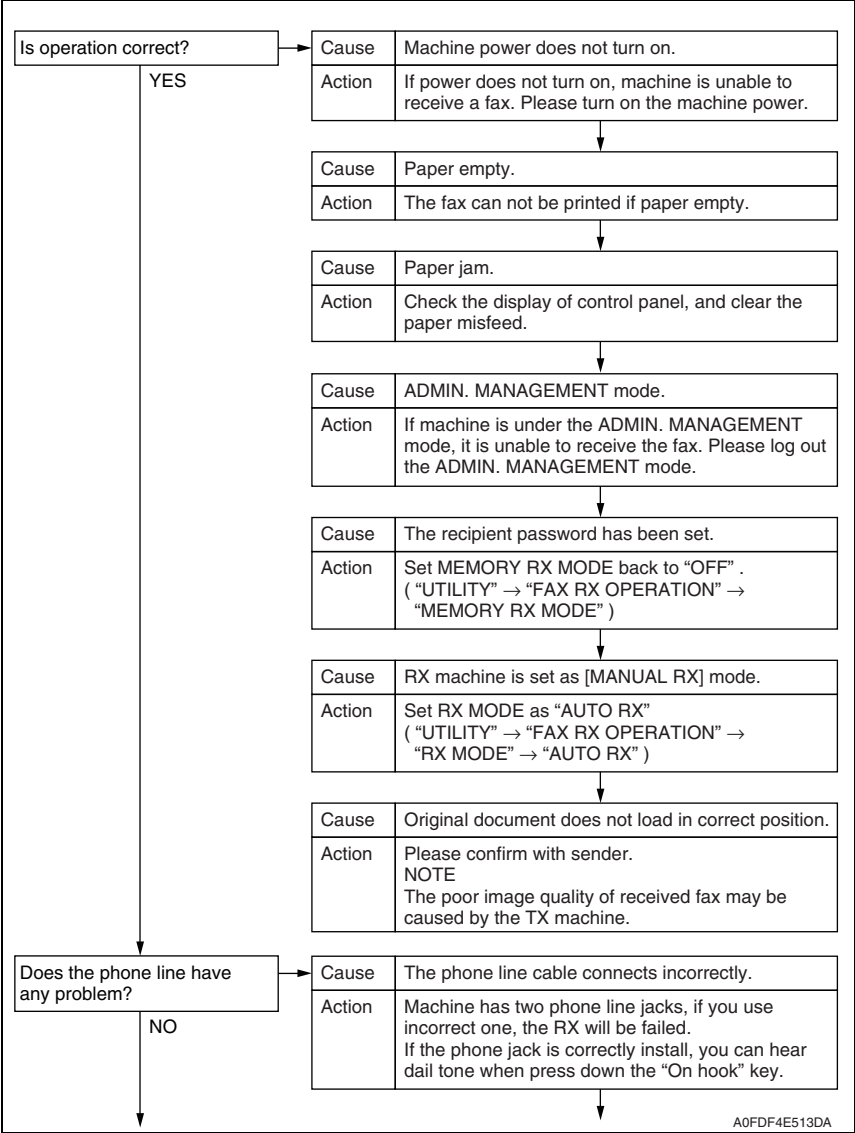 Is operation correct?
YES
Cause Machine power does not turn on.
Action If power does not turn on, machine is unable to
receive a fax. Please turn on the machine power.
Cause Paper empty.
Action The fax can not be printed if paper empty.
Cause Paper jam.
Action Check the display of control panel, and clear the
paper misfeed.
Cause ADMIN. MANAGEMENT mode.
Action If machine is under the ADMIN. MANAGEMENT
mode, it is unable to receive the fax. Please log out
the ADMIN. MANAGEMENT mode.
Cause The recipient password has been set.
Action Set MEMORY RX MODE back to “OFF” .
( “UTILITY” → “FAX RX OPERATION” →
“MEMORY RX MODE” )
Cause RX machine is set as [MANUAL RX] mode.
Action Set RX MODE as “AUTO RX”
( “UTILITY” → “FAX RX OPERATION” →
“RX MODE” → “AUTO RX” )
Cause Original document does not load in correct position.
Action Please confirm with sender.
NOTE
The poor image quality of received fax may be
caused by the TX machine.
Does the phone line have
any problem?
NO
Cause The phone line cable connects incorrectly.
Action Machine has two phone line jacks, if you use
incorrect one, the RX will be failed.
If the phone jack is correctly install, you can hear
dail tone when press down the “On hook” key.
A0FDF4E513DA